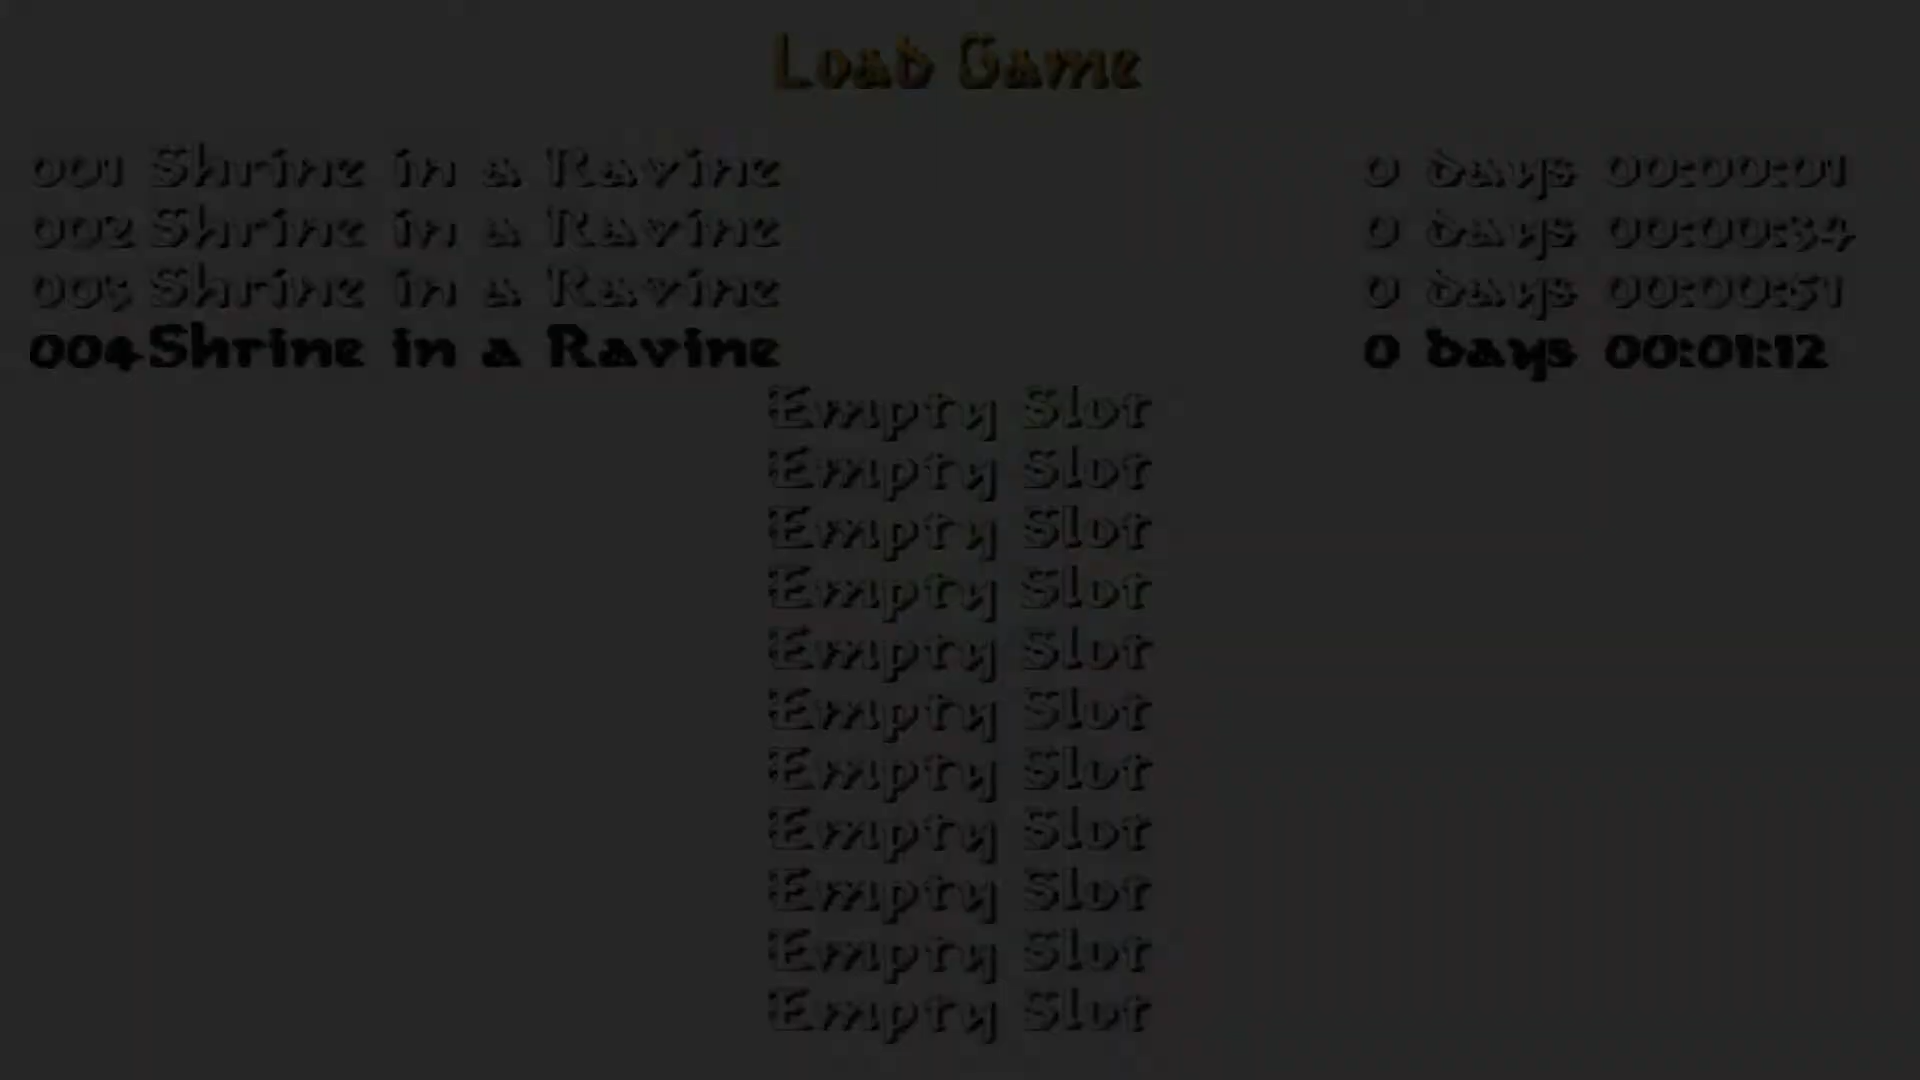 Load Game
001 Shrine in a Ravine 0 days 00:00:01
002 Shrine in a Ravine 0 days 00:00:34
003 Shrine in a Ravine 0 days 00:00:51
004 Shrine in a Ravine 0 days 00:01:12
Empty Slot
Empty Slot
Empty Slot
Empty Slot
Empty Slot
Empty Slot
Empty Slot
Empty Slot
Empty Slot
Empty Slot
Empty Slot